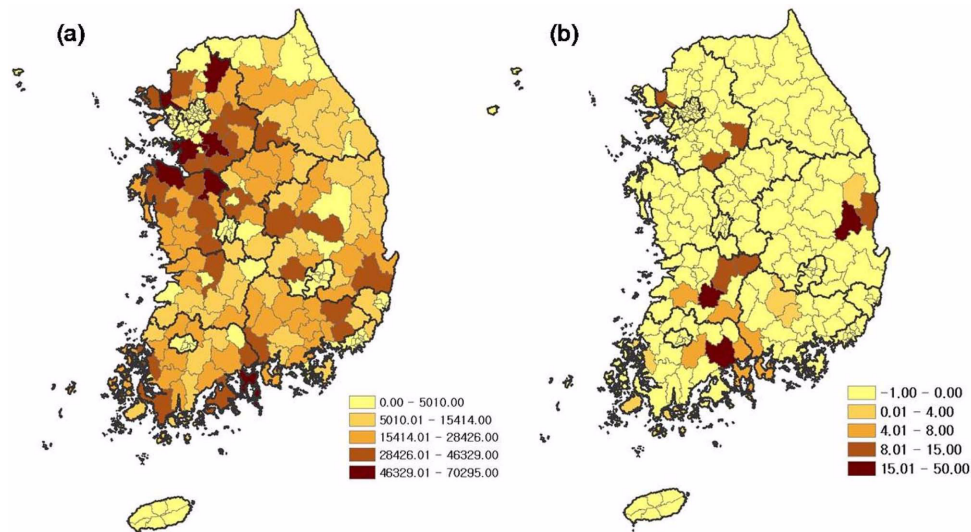 (a)
(b)
0.00 – 5010.00
5010.01 – 15414.00
15414.01 – 28426.00
28426.01 – 46329.00
46329.01 – 70295.00
−1.00 – 0.00
0.01 – 4.00
4.01 – 8.00
8.01 – 15.00
15.01 – 50.00